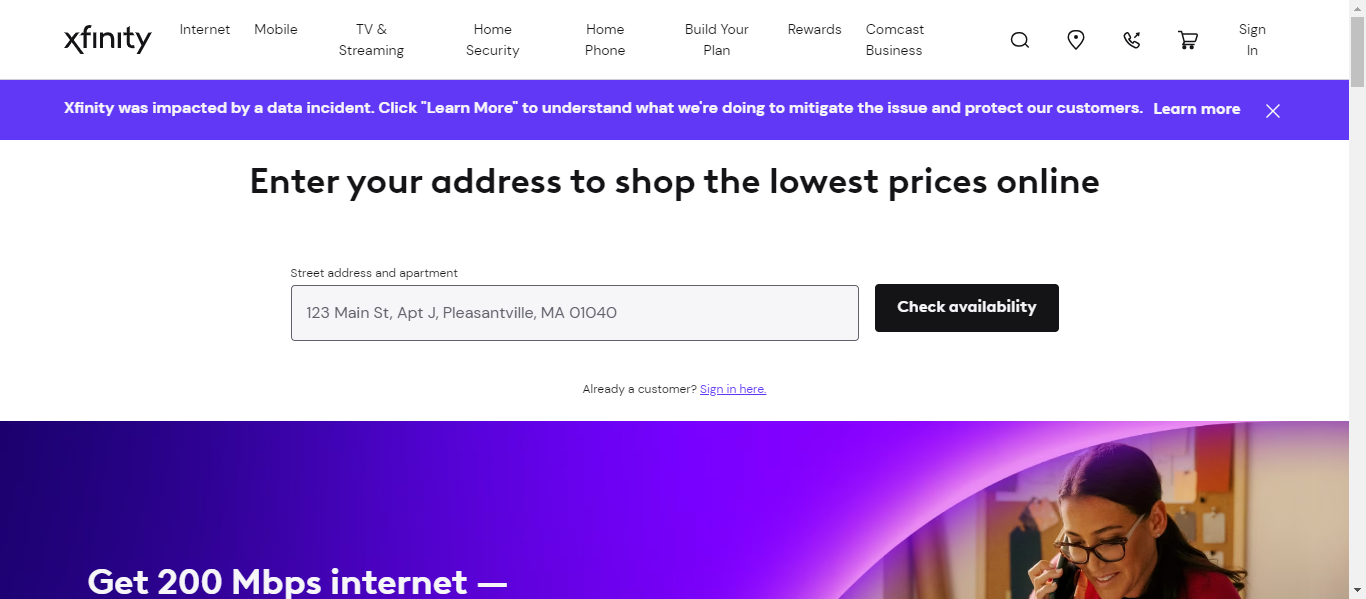 xfinity
Internet
Mobile
TV &
Streaming
Home
Security
Home
Phone
Build Your
Plan
Rewards
Comcast
Business
Sign
In
Xfinity was impacted by a data incident. Click "Learn More" to understand what we're doing to mitigate the issue and protect our customers. Learn more
Enter your address to shop the lowest prices online
Street address and apartment
123 Main St, Apt J, Pleasantville, MA 01040
Check availability
Already a customer? Sign in here.
Get 200 Mbps internet —